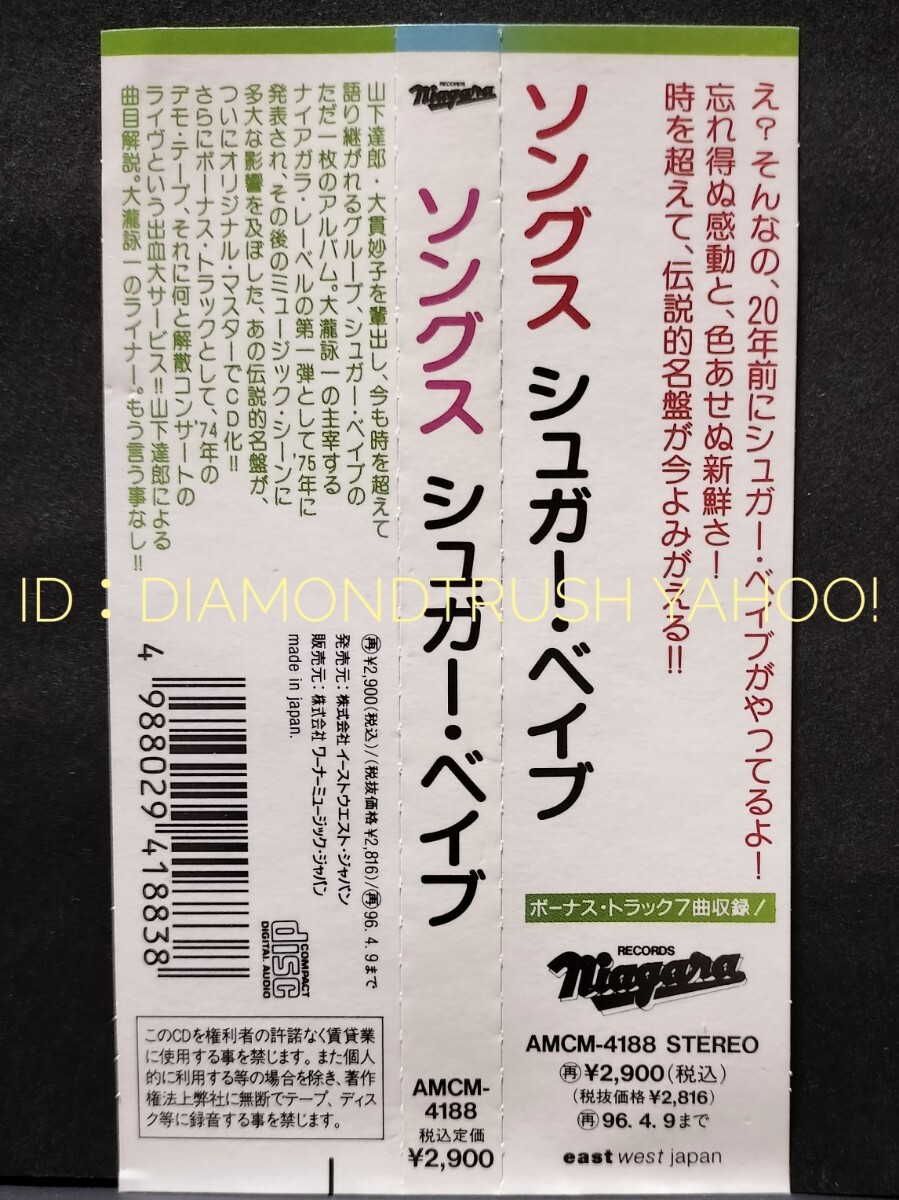 え?そんなの、20年前にシュガー・ベイブがやってるよー
忘れ得ぬ感動と、色あせぬ新鮮さー
時を超えて、伝説的名盤が今よみがえる!!
ソングス シュガー・ベイブ
ボーナス・トラック7曲収録!
RECORDS
Niagara
AMCM-4188 STEREO
再¥2,900(税込)
(税抜価格¥2,816)
再96.4.9まで
east west japan
RECORDS
Niagara
ソングス シュガー・ベイブ
AMCM-
4188
税込定価
¥2,900
山下達郎・大貫妙子を輩出し、今も時を超えて
語り継がれるグループ、シュガー・ベイブの
ただ一枚のアルバム。大瀧詠一の主宰する
ナイアガラ・レーベルの第一弾として'75年に
発表され、その後のミュージック・シーンに
多大な影響を及ぼした、あの伝説的名盤が、
ついにオリジナル・マスターでCD化!!
さらにボーナス・トラックとして、'74年の
デモ・テープ、それに何と解散コンサートの
ライヴという出血大サービス!!山下達郎による
曲目解説。大瀧詠一のライナー。もう言う事なし!!
再¥2,900(税込)/(税抜価格¥2,816)/再96.4.9まで
発売元:株式会社イーストウエスト・ジャパン
販売元:株式会社ワーナーミュージック・ジャパン
made in japan.
4 988029 418838
COMPACT
disc
DIGITAL AUDIO
このCDを権利者の許諾なく賃貸業
に使用する事を禁じます。また個人
的に利用する等の場合を除き、著作
権法上弊社に無断でテープ、ディス
ク等に録音する事を禁じます。
ID:DIAMONDTRUSH YAHOO!